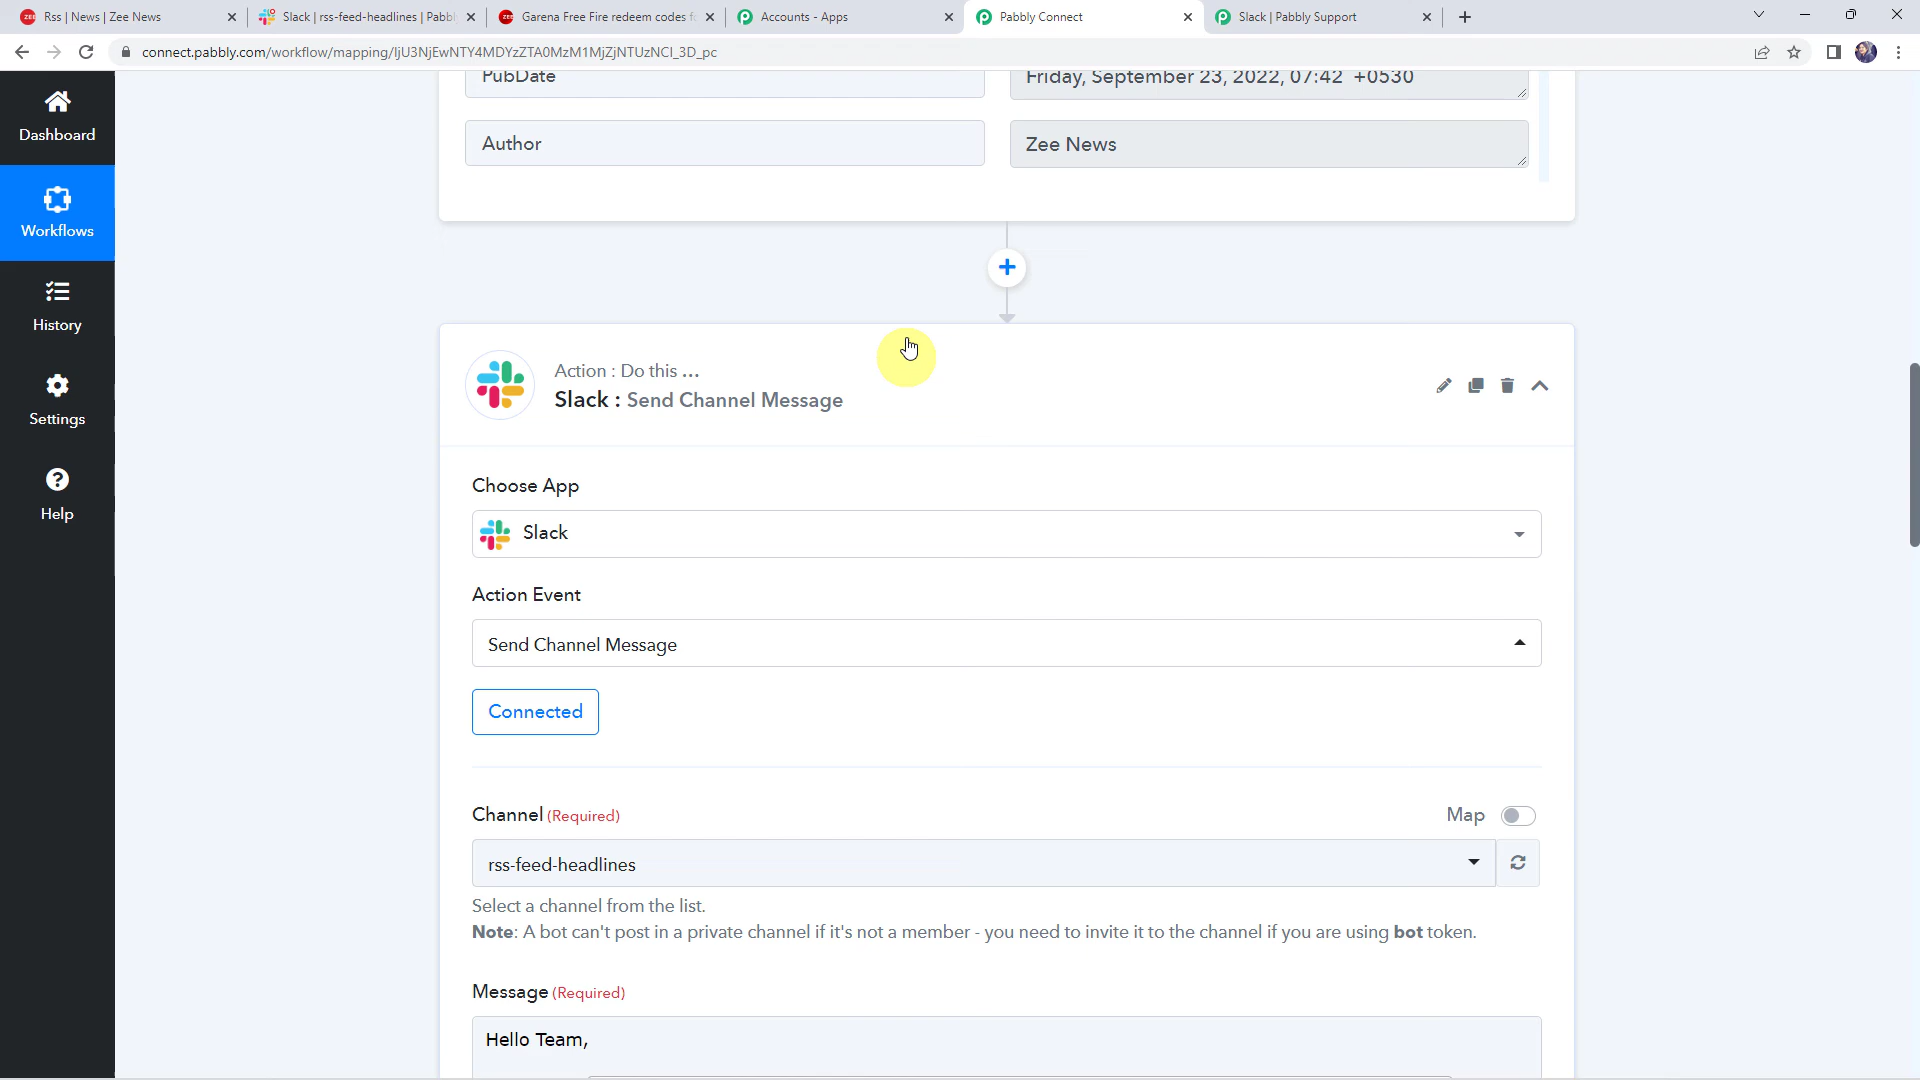 Rss | News | Zee News
Slack | rss-feed-headlines | Pabbl
Garena Free Fire redeem codes f
Accounts - Apps
Pabbly Connect
Slack | Pabbly Support
connect.pabbly.com/workflow/mapping/IjU3NjEwNTY4MDYzZTA0MzM1MjZjNTUzNCI_3D_pc
Dashboard
Workflows
History
Settings
Help
PubDate
Friday, September 23, 2022, 07:42 +0530
Author
Zee News
Action : Do this ...
Slack : Send Channel Message
Choose App
Slack
Action Event
Send Channel Message
Connected
Channel (Required)
Map
rss-feed-headlines
Select a channel from the list.
Note: A bot can't post in a private channel if it's not a member - you need to invite it to the channel if you are using bot token.
Message (Required)
Hello Team,